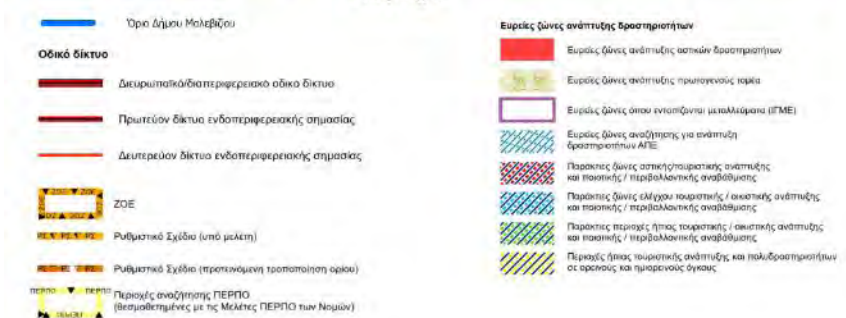 Όριο Δήμου Μαλεβιζίου
Οδικό δίκτυο
Διευρωπαϊκό/διαπεριφερειακό οδικό δίκτυο
Πρωτεύον δίκτυο ενδοπεριφερειακής σημασίας
Δευτερεύον δίκτυο ενδοπεριφερειακής σημασίας
ΖΟΕ
Ρυθμιστικό Σχέδιο (υπό μελέτη)
Ρυθμιστικό Σχέδιο (προτεινόμενη τροποποίηση ορίου)
ΠΕΡΠΟ ΠΕΡΠΟ
Περιοχές αναζήτησης ΠΕΡΠΟ
(θεσμοθετημένες με τις Μελέτες ΠΕΡΠΟ των Νομών)
Ευρείες ζώνες ανάπτυξης δραστηριοτήτων
Ευρείες ζώνες ανάπτυξης αστικών δραστηριοτήτων
Ευρείες ζώνες ανάπτυξης πρωτογενούς τομέα
Ευρείες ζώνες όπου εντοπίζονται μεταλλεύματα (ΙΓΜΕ)
Ευρείες ζώνες αναζήτησης για ανάπτυξη
δραστηριοτήτων ΑΠΕ
Παράκτιες ζώνες αστικής/τουριστικής ανάπτυξης
και ποιοτικής / περιβαλλοντικής αναβάθμισης
Παράκτιες ζώνες ελέγχου τουριστικής / οικιστικής ανάπτυξης
και ποιοτικής / περιβαλλοντικής αναβάθμισης
Παράκτιες περιοχές ήπιας τουριστικής / οικιστικής ανάπτυξης
και ποιοτικής / περιβαλλοντικής αναβάθμισης
Περιοχές ήπιας τουριστικής ανάπτυξης και πολυδραστηριοτήτων
σε ορεινούς και ημιορεινούς όγκους